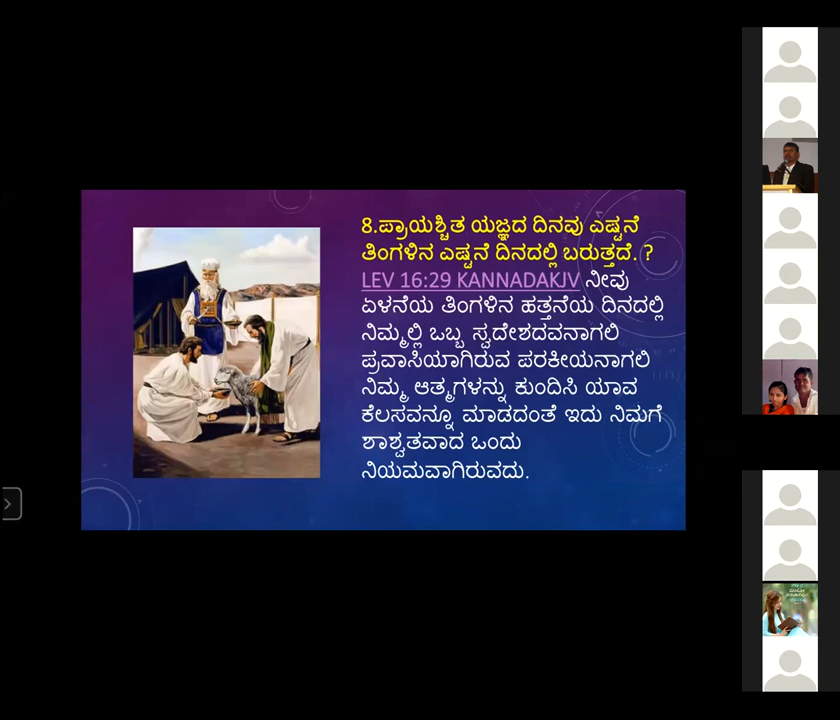 8.ಪ್ರಾಯಶ್ಚಿತ ಯಜ್ಞದ ದಿನವು ಎಷ್ಟನೆ
ತಿಂಗಳಿನ ಎಷ್ಟನೆ ದಿನದಲ್ಲಿ ಬರುತ್ತದೆ. ?
LEV 16:29 KANNADAKJV ನೀವು
ಏಳನೆಯ ತಿಂಗಳಿನ ಹತ್ತನೆಯ ದಿನದಲ್ಲಿ
ನಿಮ್ಮಲ್ಲಿ ಒಬ್ಬ ಸ್ವದೇಶದವನಾಗಲಿ
ಪ್ರವಾಸಿಯಾಗಿರುವ ಪರಕೀಯನಾಗಲಿ
ನಿಮ್ಮ ಆತ್ಮಗಳನ್ನು ಕುಂದಿಸಿ ಯಾವ
ಕೆಲಸವನ್ನೂ ಮಾಡದಂತೆ ಇದು ನಿಮಗೆ
ಶಾಶ್ವತವಾದ ಒಂದು
ನಿಯಮವಾಗಿರುವದು.